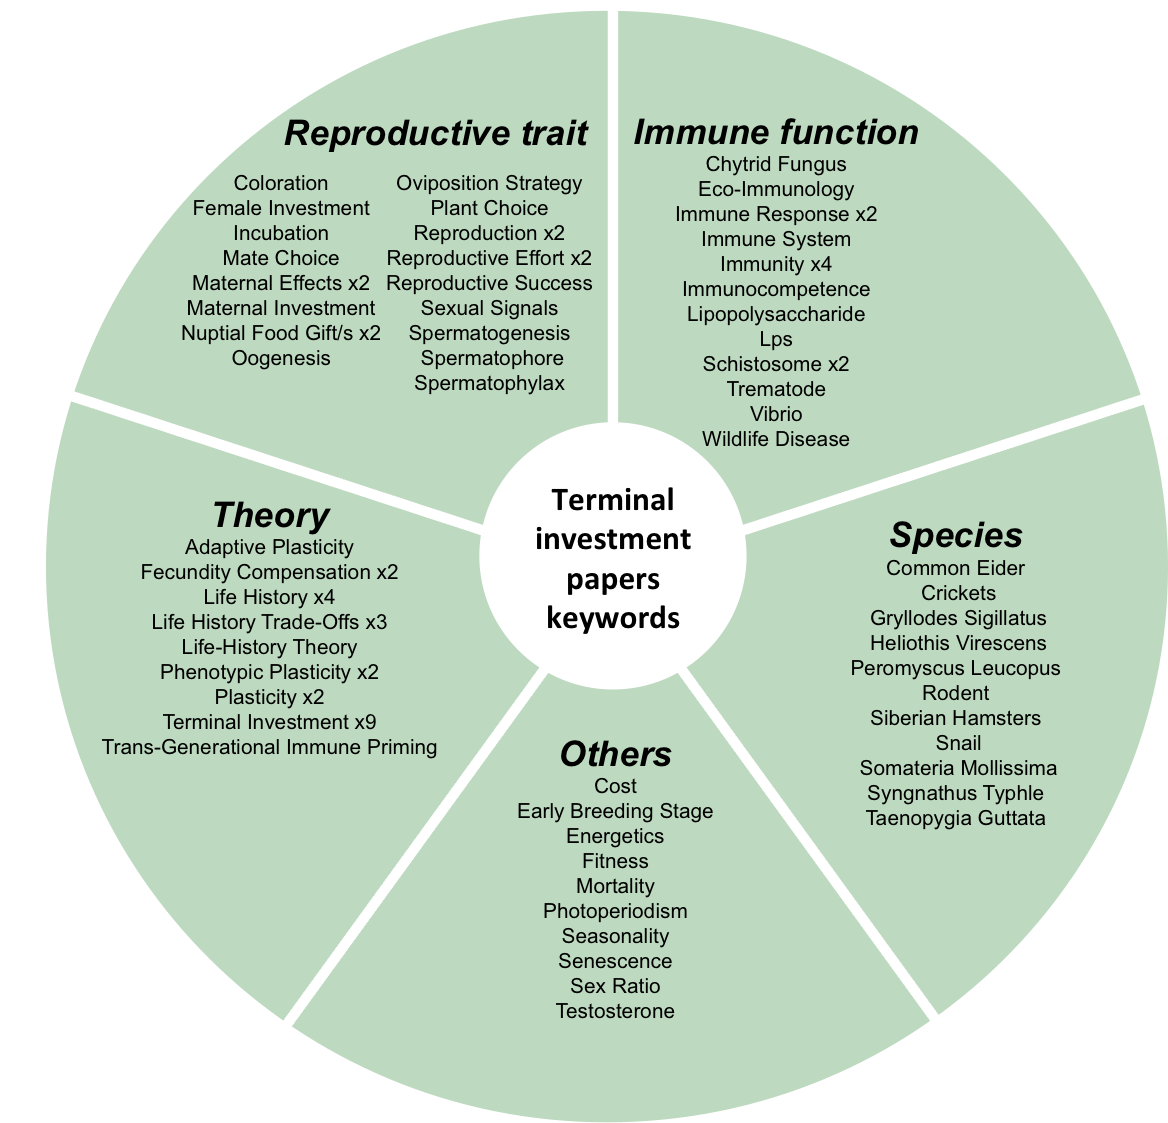 Reproductive trait
Coloration
Female Investment
Incubation
Mate Choice
Maternal Effects x2
Maternal Investment
Nuptial Food Gift/s x2
Oogenesis
Oviposition Strategy
Plant Choice
Reproduction x2
Reproductive Effort x2
Reproductive Success
Sexual Signals
Spermatogenesis
Spermatophore
Spermatophylax
Immune function
Chytrid Fungus
Eco-Immunology
Immune Response x2
Immune System
Immunity x4
Immunocompetence
Lipopolysaccharide
Lps
Schistosome x2
Trematode
Vibrio
Wildlife Disease
Terminal
investment
papers
keywords
Theory
Adaptive Plasticity
Fecundity Compensation x2
Life History x4
Life History Trade-Offs x3
Life-History Theory
Phenotypic Plasticity x2
Plasticity x2
Terminal Investment x9
Trans-Generational Immune Priming
Species
Common Eider
Crickets
Gryllodes Sigillatus
Heliothis Virescens
Peromyscus Leucopus
Rodent
Siberian Hamsters
Snail
Somateria Mollissima
Syngnathus Typhle
Taenopygia Guttata
Others
Cost
Early Breeding Stage
Energetics
Fitness
Mortality
Photoperiodism
Seasonality
Senescence
Sex Ratio
Testosterone